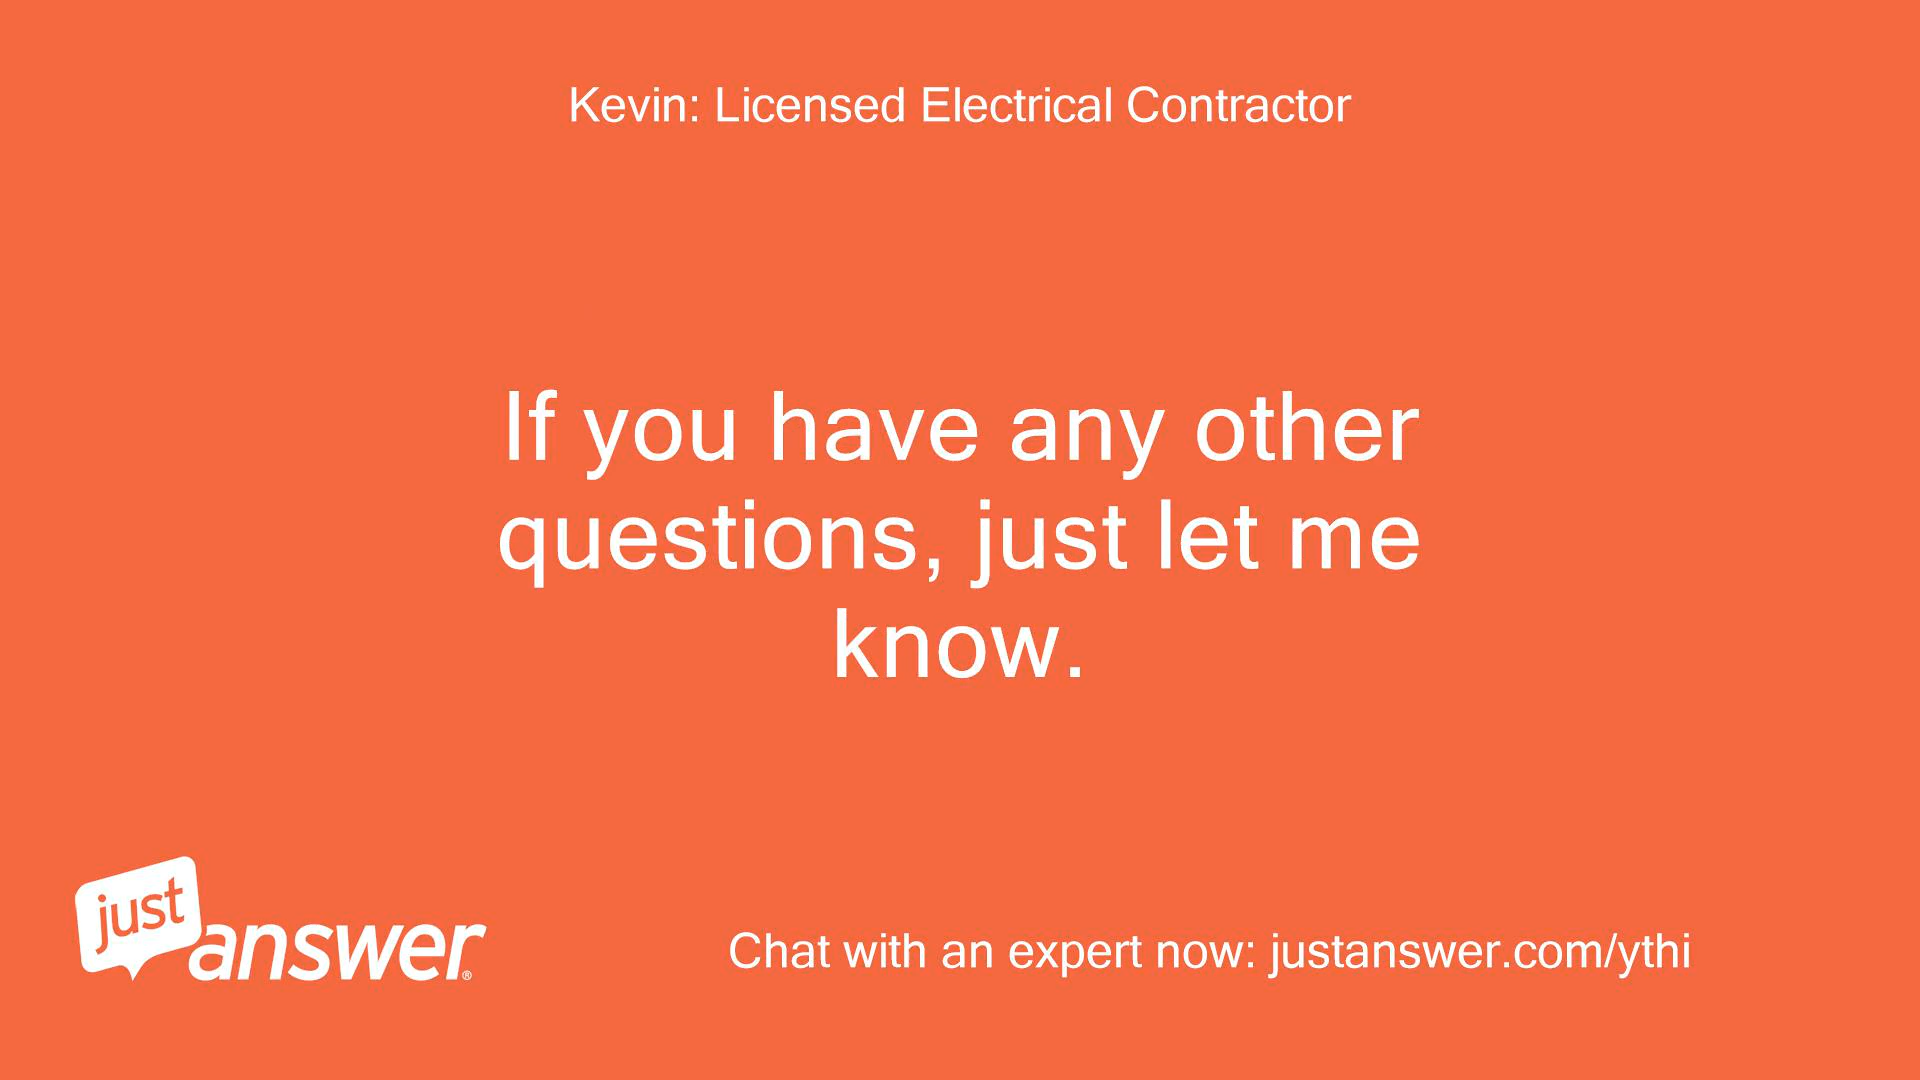 Kevin: Licensed Electrical Contractor
If you have any other
questions, just let me
know.
just
answer®
Chat with an expert now: justanswer.com/ythi